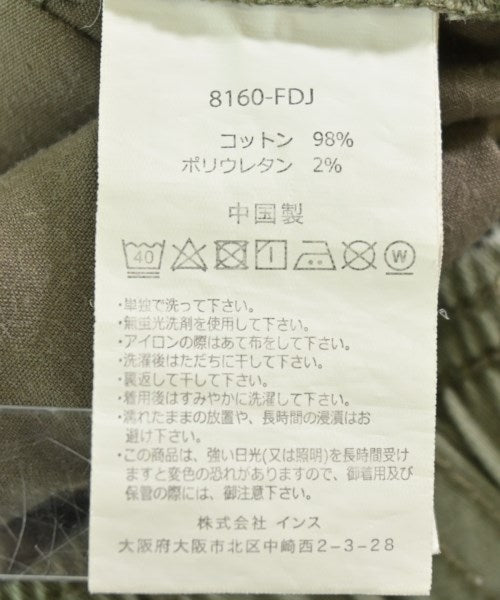 8160-FDJ
コットン 98%
ポリウレタン 2%
中国製
40 W
・単独で洗って下さい。
・無蛍光洗剤を使用して下さい。
・アイロンの際はあて布をして下さい。
・洗濯後はただちに干して下さい。
・裏返して干して下さい。
・着用後はすみやかに洗濯して下さい。
・濡れたままの放置や、長時間の浸漬はお
避け下さい。
・この商品は、強い日光(又は照明)を長時間受け
ますと変色の恐れがありますので、御着用及び
保管の際には、御注意下さい。
株式会社 インス
大阪府大阪市北区中崎西2-3-28